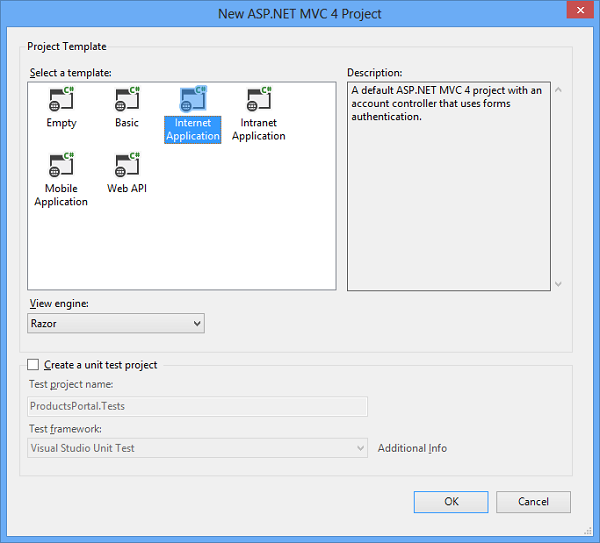 New ASP.NET MVC 4 Project
Project Template
Select a template:
Description:
C#
C#
C#
C#
Empty
Basic
Internet
Application
Intranet
Application
A default ASP.NET MVC 4 project with an
account controller that uses forms
authentication.
C#
C#
Mobile
Application
Web API
View engine:
Razor
Create a unit test project
Test project name:
ProductsPortal.Tests
Test framework:
Visual Studio Unit Test
Additional Info
OK
Cancel